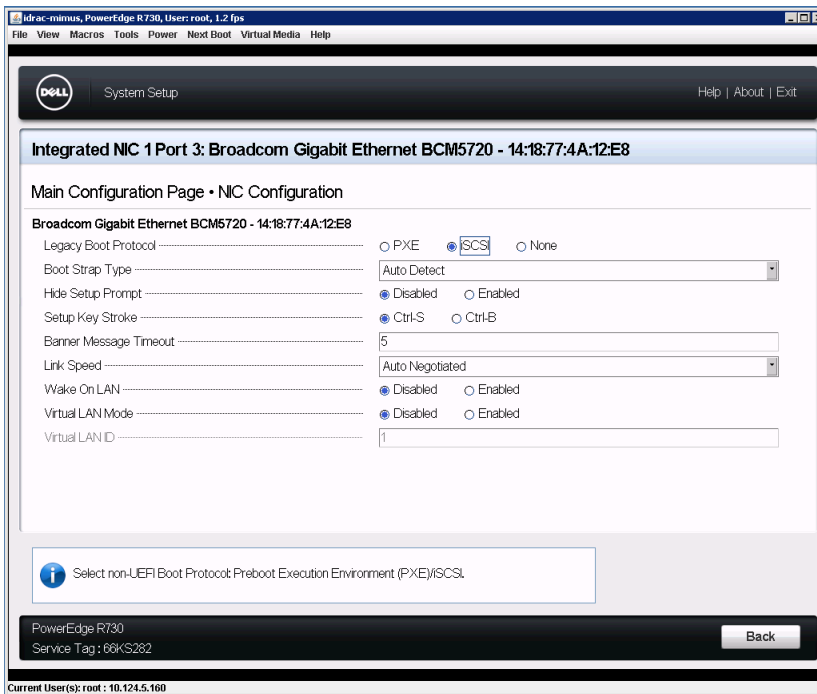 idrac-mimus, PowerEdge R730, User: root, 1.2 fps
File View Macros Tools Power Next Boot Virtual Media Help
DELL System Setup Help | About | Exit
Integrated NIC 1 Port 3: Broadcom Gigabit Ethernet BCM5720 - 14:18:77:4A:12:E8
Main Configuration Page • NIC Configuration
Broadcom Gigabit Ethernet BCM5720 - 14:18:77:4A:12:E8
Legacy Boot Protocol PXE iSCSI None
Boot Strap Type Auto Detect
Hide Setup Prompt Disabled Enabled
Setup Key Stroke Ctrl-S Ctrl-B
Banner Message Timeout 5
Link Speed Auto Negotiated
Wake On LAN Disabled Enabled
Virtual LAN Mode Disabled Enabled
Virtual LAN ID 1
Select non-UEFI Boot Protocol: Preboot Execution Environment (PXE)/iSCSI.
PowerEdge R730
Service Tag : 66KS282
Back
Current User(s): root : 10.124.5.160